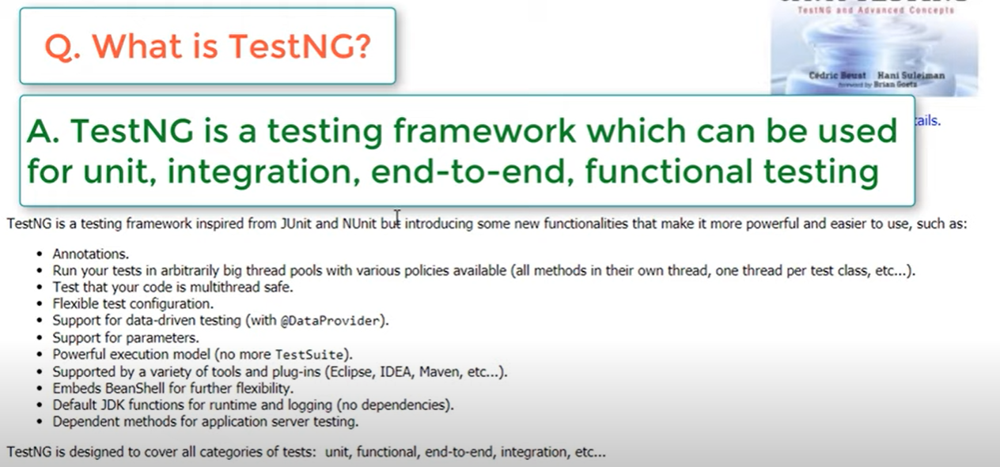 TestNG and Advanced Concepts
Q. What is TestNG?
Cédric Beust Hani Suleiman
foreword by Brian Goetz
A. TestNG is a testing framework which can be used
for unit, integration, end-to-end, functional testing
tails.
TestNG is a testing framework inspired from JUnit and NUnit but introducing some new functionalities that make it more powerful and easier to use, such as:
• Annotations.
• Run your tests in arbitrarily big thread pools with various policies available (all methods in their own thread, one thread per test class, etc...).
• Test that your code is multithread safe.
• Flexible test configuration.
• Support for data-driven testing (with @DataProvider).
• Support for parameters.
• Powerful execution model (no more TestSuite).
• Supported by a variety of tools and plug-ins (Eclipse, IDEA, Maven, etc...).
• Embeds BeanShell for further flexibility.
• Default JDK functions for runtime and logging (no dependencies).
• Dependent methods for application server testing.
TestNG is designed to cover all categories of tests: unit, functional, end-to-end, integration, etc...